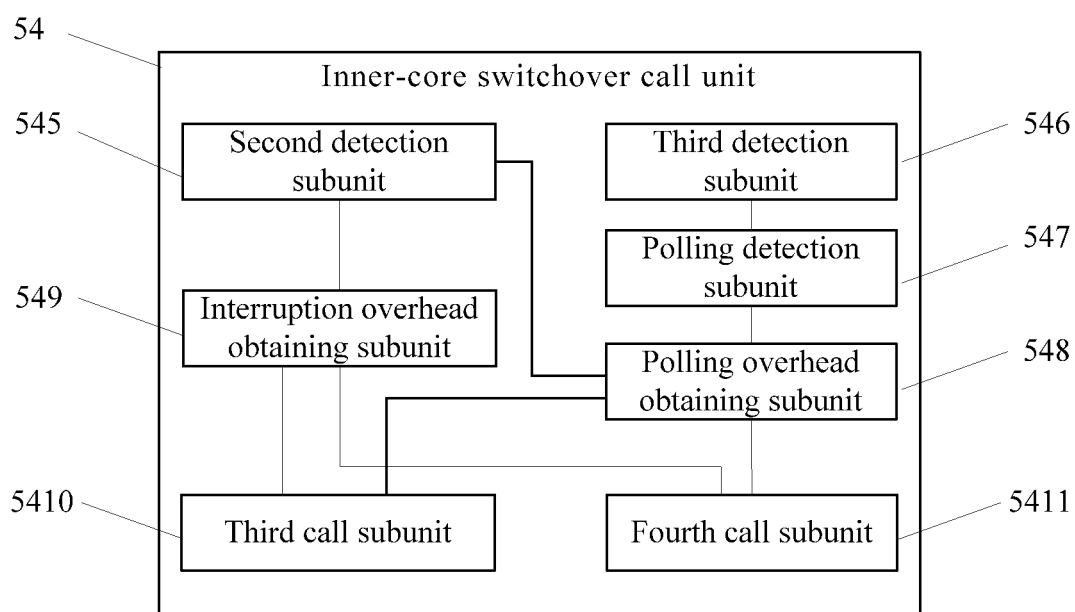 54
Inner-core switchover call unit
545
Second detection
subunit
Third detection
subunit
546
Polling detection
subunit
547
549
Interruption overhead
obtaining subunit
Polling overhead
obtaining subunit
548
5410
Third call subunit
Fourth call subunit
5411